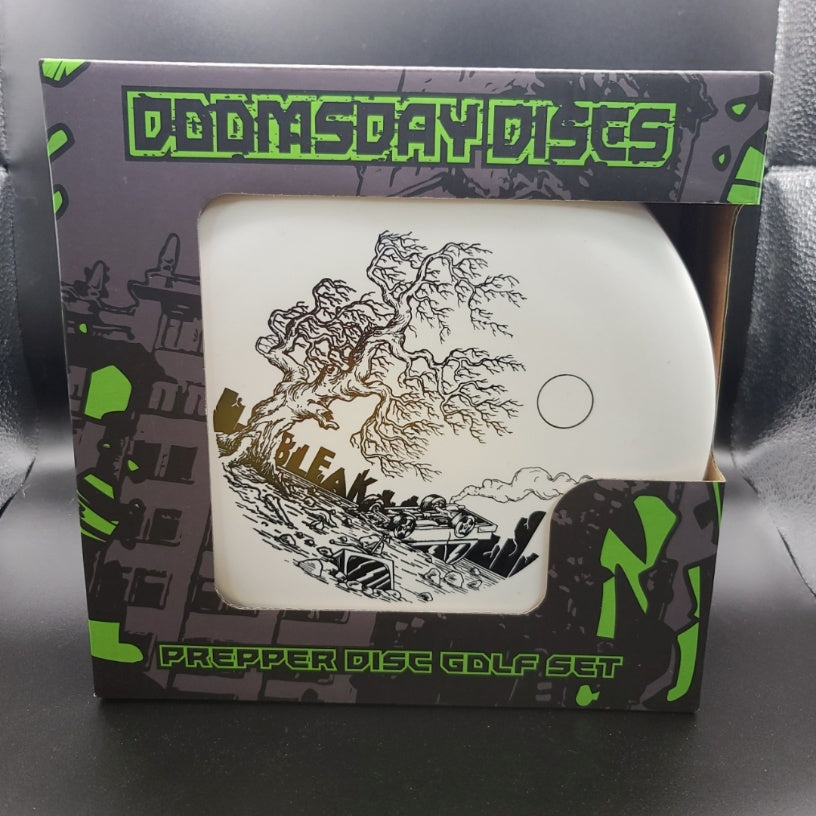 DOOMSDAY DISCS
BLEAK
PREPPER DISC GOLF SET